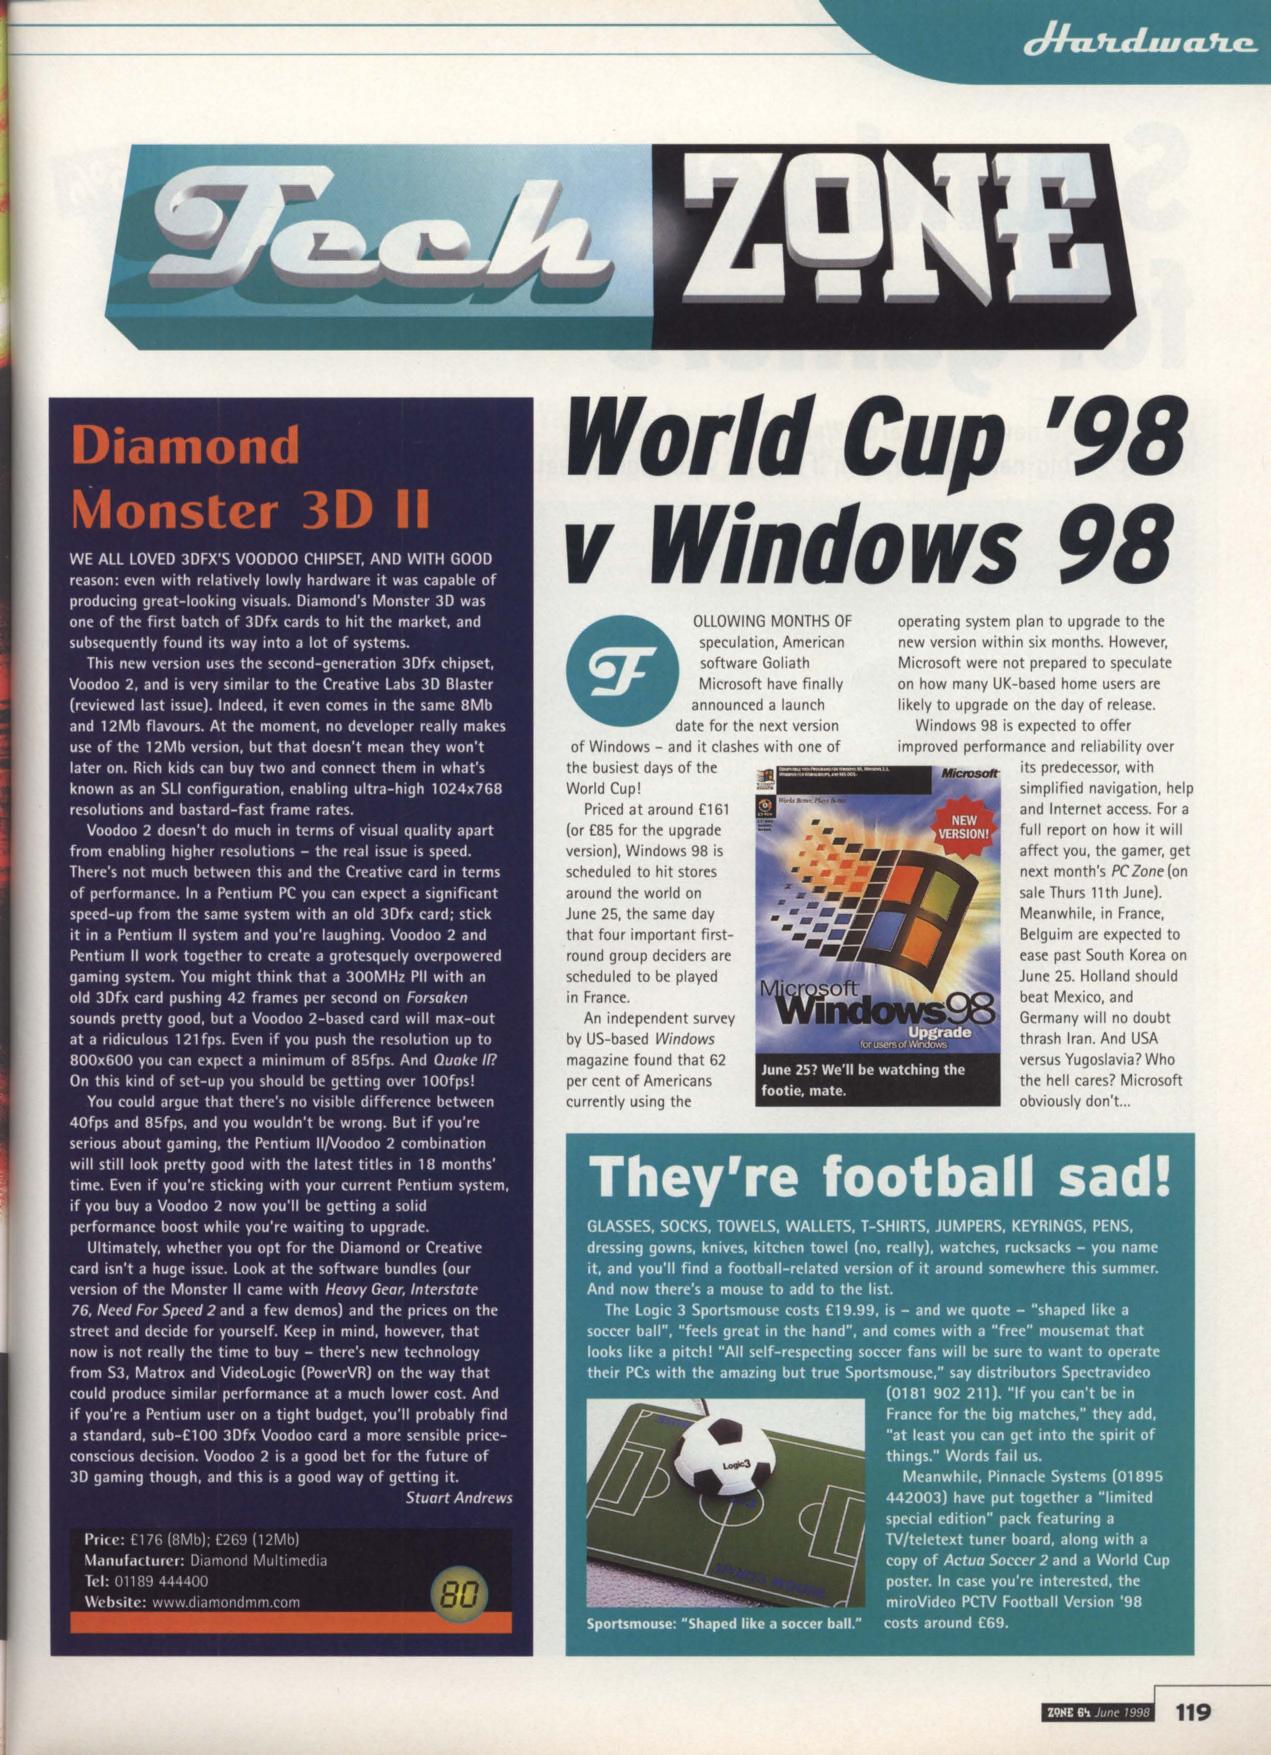 Hardware
Tech ZONE
Diamond
Monster 3D II
WE ALL LOVED 3DFX'S VOODOO CHIPSET, AND WITH GOOD
reason: even with relatively lowly hardware it was capable of
producing great-looking visuals. Diamond's Monster 3D was
one of the first batch of 3Dfx cards to hit the market, and
subsequently found its way into a lot of systems.
This new version uses the second-generation 3Dfx chipset,
Voodoo 2, and is very similar to the Creative Labs 3D Blaster
(reviewed last issue). Indeed, it even comes in the same 8Mb
and 12Mb flavours. At the moment, no developer really makes
use of the 12Mb version, but that doesn't mean they won't
later on. Rich kids can buy two and connect them in what's
known as an SLI configuration, enabling ultra-high 1024x768
resolutions and bastard-fast frame rates.
Voodoo 2 doesn't do much in terms of visual quality apart
from enabling higher resolutions – the real issue is speed.
There's not much between this and the Creative card in terms
of performance. In a Pentium PC you can expect a significant
speed-up from the same system with an old 3Dfx card; stick
it in a Pentium II system and you're laughing. Voodoo 2 and
Pentium II work together to create a grotesquely overpowered
gaming system. You might think that a 300MHz PII with an
old 3Dfx card pushing 42 frames per second on Forsaken
sounds pretty good, but a Voodoo 2-based card will max-out
at a ridiculous 121fps. Even if you push the resolution up to
800x600 you can expect a minimum of 85fps. And Quake II?
On this kind of set-up you should be getting over 100fps!
You could argue that there's no visible difference between
40fps and 85fps, and you wouldn't be wrong. But if you're
serious about gaming, the Pentium II/Voodoo 2 combination
will still look pretty good with the latest titles in 18 months'
time. Even if you're sticking with your current Pentium system,
if you buy a Voodoo 2 now you'll be getting a solid
performance boost while you're waiting to upgrade.
Ultimately, whether you opt for the Diamond or Creative
card isn't a huge issue. Look at the software bundles (our
version of the Monster II came with Heavy Gear, Interstate
76, Need For Speed 2 and a few demos) and the prices on the
street and decide for yourself. Keep in mind, however, that
now is not really the time to buy – there's new technology
from S3, Matrox and VideoLogic (PowerVR) on the way that
could produce similar performance at a much lower cost. And
if you're a Pentium user on a tight budget, you'll probably find
a standard, sub-£100 3Dfx Voodoo card a more sensible price-
conscious decision. Voodoo 2 is a good bet for the future of
3D gaming though, and this is a good way of getting it.
Stuart Andrews
Price: £176 (8Mb); £269 (12Mb)
Manufacturer: Diamond Multimedia
Tel: 01189 444400
Website: www.diamondmm.com
80
World Cup '98
v Windows 98
FOLLOWING MONTHS OF
speculation, American
software Goliath
Microsoft have finally
announced a launch
date for the next version
of Windows – and it clashes with one of
the busiest days of the
World Cup!
Priced at around £161
(or £85 for the upgrade
version), Windows 98 is
scheduled to hit stores
around the world on
June 25, the same day
that four important first-
round group deciders are
scheduled to be played
in France.
An independent survey
by US-based Windows
magazine found that 62
per cent of Americans
currently using the
operating system plan to upgrade to the
new version within six months. However,
Microsoft were not prepared to speculate
on how many UK-based home users are
likely to upgrade on the day of release.
Windows 98 is expected to offer
improved performance and reliability over
its predecessor, with
simplified navigation, help
and Internet access. For a
full report on how it will
affect you, the gamer, get
next month's PC Zone (on
sale Thurs 11th June).
Meanwhile, in France,
Belguim are expected to
ease past South Korea on
June 25. Holland should
beat Mexico, and
Germany will no doubt
thrash Iran. And USA
versus Yugoslavia? Who
the hell cares? Microsoft
obviously don't...
Microsoft
NEW
VERSION!
Microsoft
Windows98
Upgrade
for users of Windows
June 25? We'll be watching the
footie, mate.
They're football sad!
GLASSES, SOCKS, TOWELS, WALLETS, T-SHIRTS, JUMPERS, KEYRINGS, PENS,
dressing gowns, knives, kitchen towel (no, really), watches, rucksacks – you name
it, and you'll find a football-related version of it around somewhere this summer.
And now there's a mouse to add to the list.
The Logic 3 Sportsmouse costs £19.99, is – and we quote – "shaped like a
soccer ball", "feels great in the hand", and comes with a "free" mousemat that
looks like a pitch! "All self-respecting soccer fans will be sure to want to operate
their PCs with the amazing but true Sportsmouse," say distributors Spectravideo
(0181 902 211). "If you can't be in
France for the big matches," they add,
"at least you can get into the spirit of
things." Words fail us.
Meanwhile, Pinnacle Systems (01895
442003) have put together a "limited
special edition" pack featuring a
TV/teletext tuner board, along with a
copy of Actua Soccer 2 and a World Cup
poster. In case you're interested, the
miroVideo PCTV Football Version '98
costs around £69.
Logic3
SPORTS MOUSE
Sportsmouse: "Shaped like a soccer ball."
ZONE 64 June 1998 119